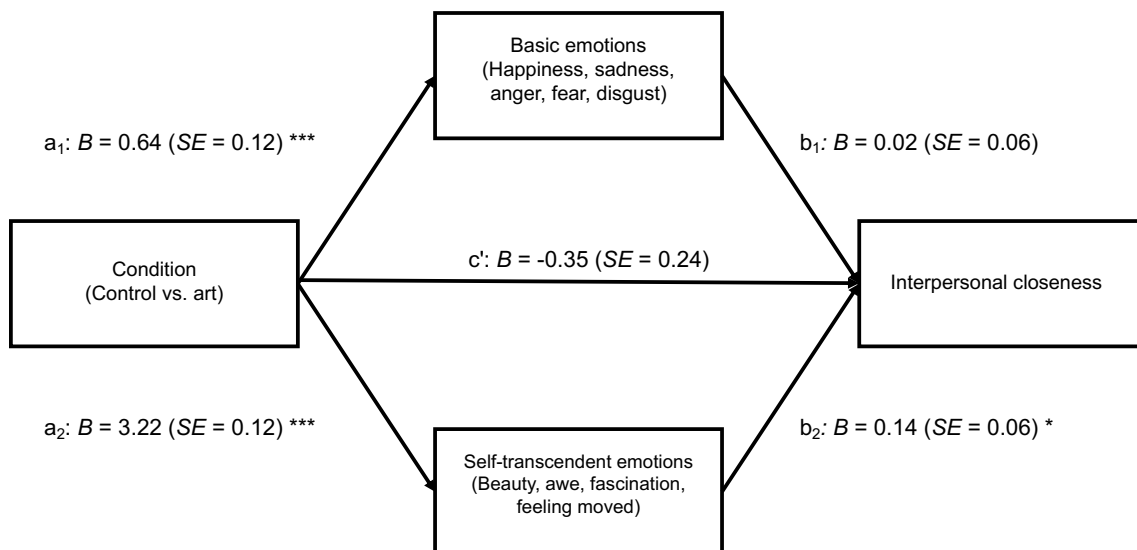 Basic emotions
(Happiness, sadness,
anger, fear, disgust)
a₁: B = 0.64 (SE = 0.12) ***
b₁: B = 0.02 (SE = 0.06)
c': B = -0.35 (SE = 0.24)
Condition
(Control vs. art)
Interpersonal closeness
a₂: B = 3.22 (SE = 0.12) ***
b₂: B = 0.14 (SE = 0.06) *
Self-transcendent emotions
(Beauty, awe, fascination,
feeling moved)